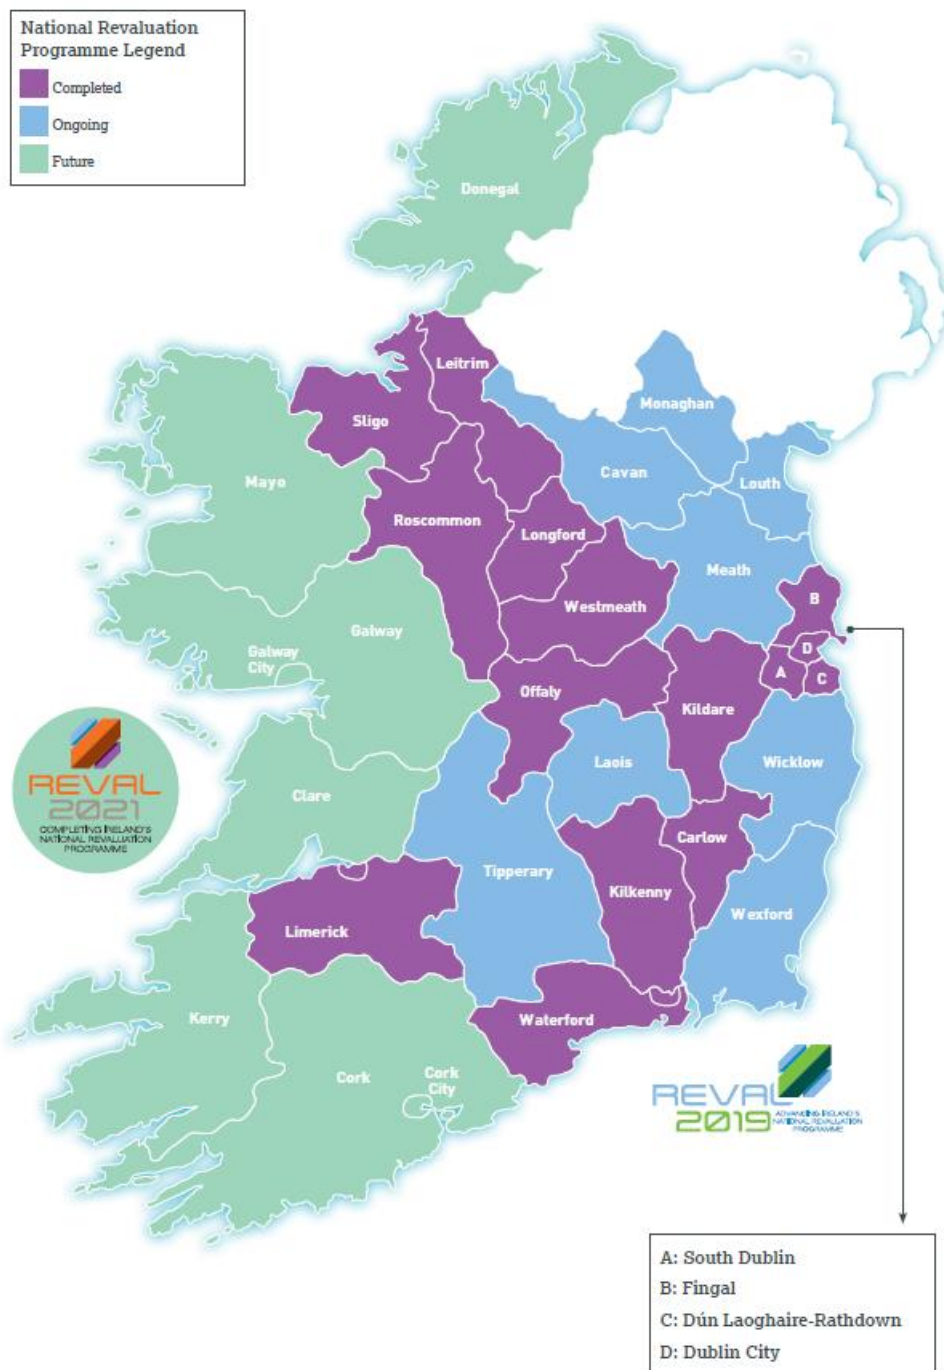 National Revaluation
Programme Legend
Completed
Ongoing
Future
Donegal
Leitrim
Monaghan
Sligo
Cavan
Louth
Mayo
Roscommon
Longford
Meath
Westmeath
B
Galway
D
Galway
City
A
C
Offaly
Kildare
REVAL
2021
COMPLETING IRELAND'S
NATIONAL REVALUATION
PROGRAMME
Laois
Wicklow
Clare
Carlow
Tipperary
Kilkenny
Wexford
Limerick
Kerry
Waterford
Cork
Cork
City
REVAL
2019
ADVANCING IRELAND'S
NATIONAL REVALUATION
PROGRAMME
A: South Dublin
B: Fingal
C: Dún Laoghaire-Rathdown
D: Dublin City